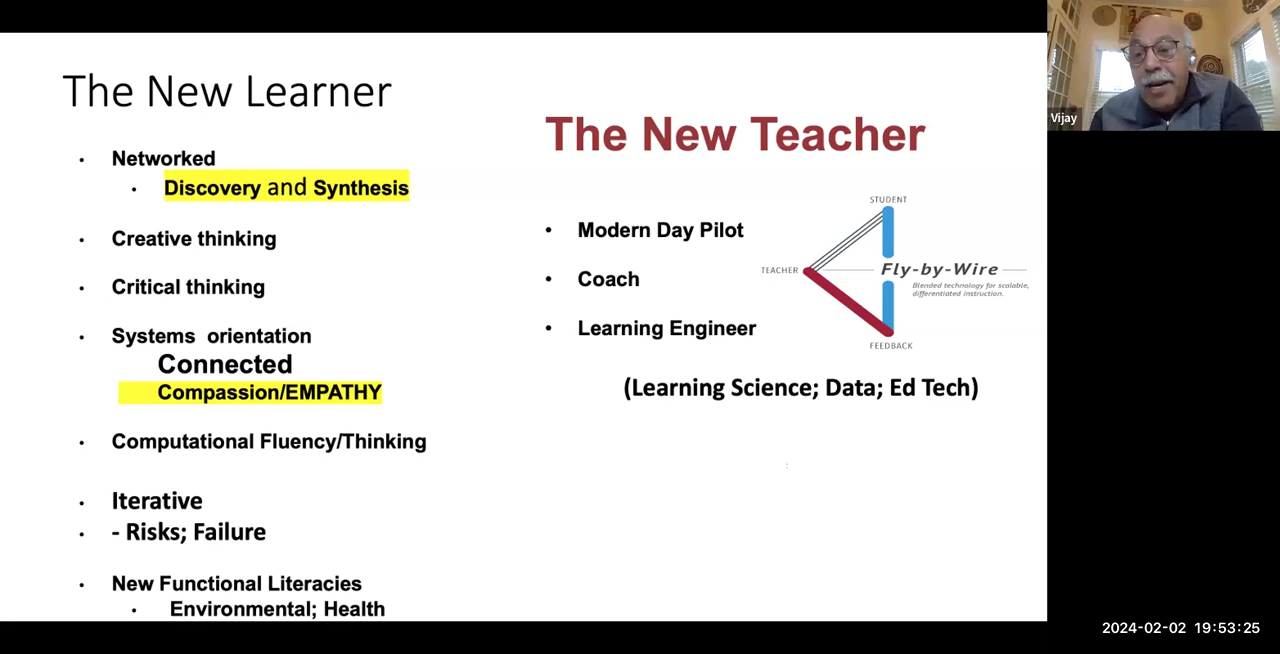 The New Learner
Networked
Discovery and Synthesis
Creative thinking
Critical thinking
Systems orientation
Connected
Compassion/EMPATHY
Computational Fluency/Thinking
Iterative
- Risks; Failure
New Functional Literacies
Environmental; Health
The New Teacher
Modern Day Pilot
Coach
Learning Engineer
STUDENT
TEACHER
Fly-by-Wire
Blended technology for scalable,
differentiated instruction.
FEEDBACK
(Learning Science; Data; Ed Tech)
Vijay
2024-02-02 19:53:25